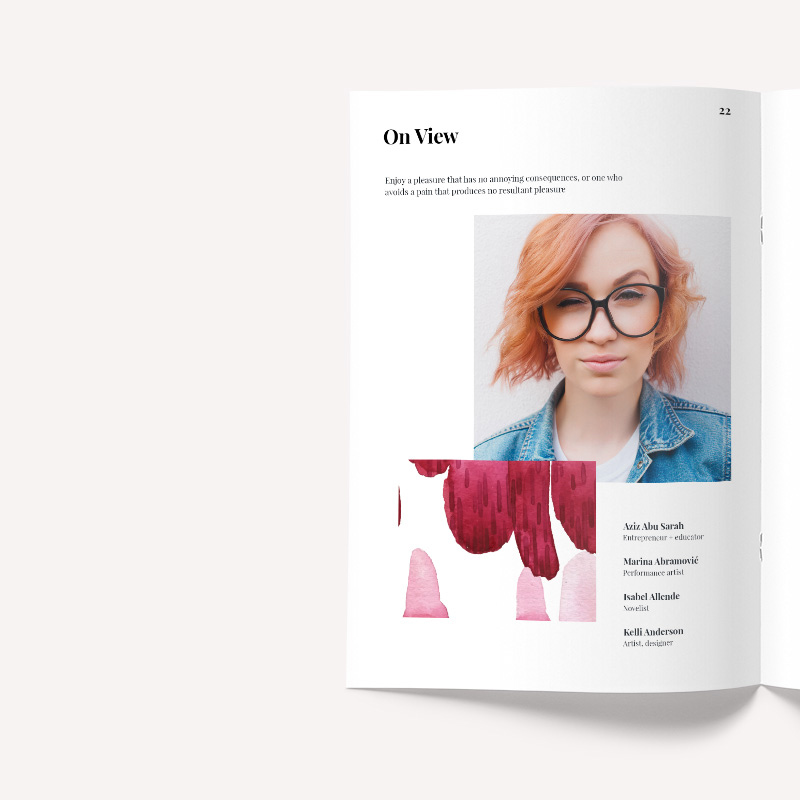 22
On View
Enjoy a pleasure that has no annoying consequences, or one who
avoids a pain that produces no resultant pleasure
Aziz Abu Sarah
Entrepreneur + educator
Marina Abramović
Performance artist
Isabel Allende
Novelist
Kelli Anderson
Artist, designer